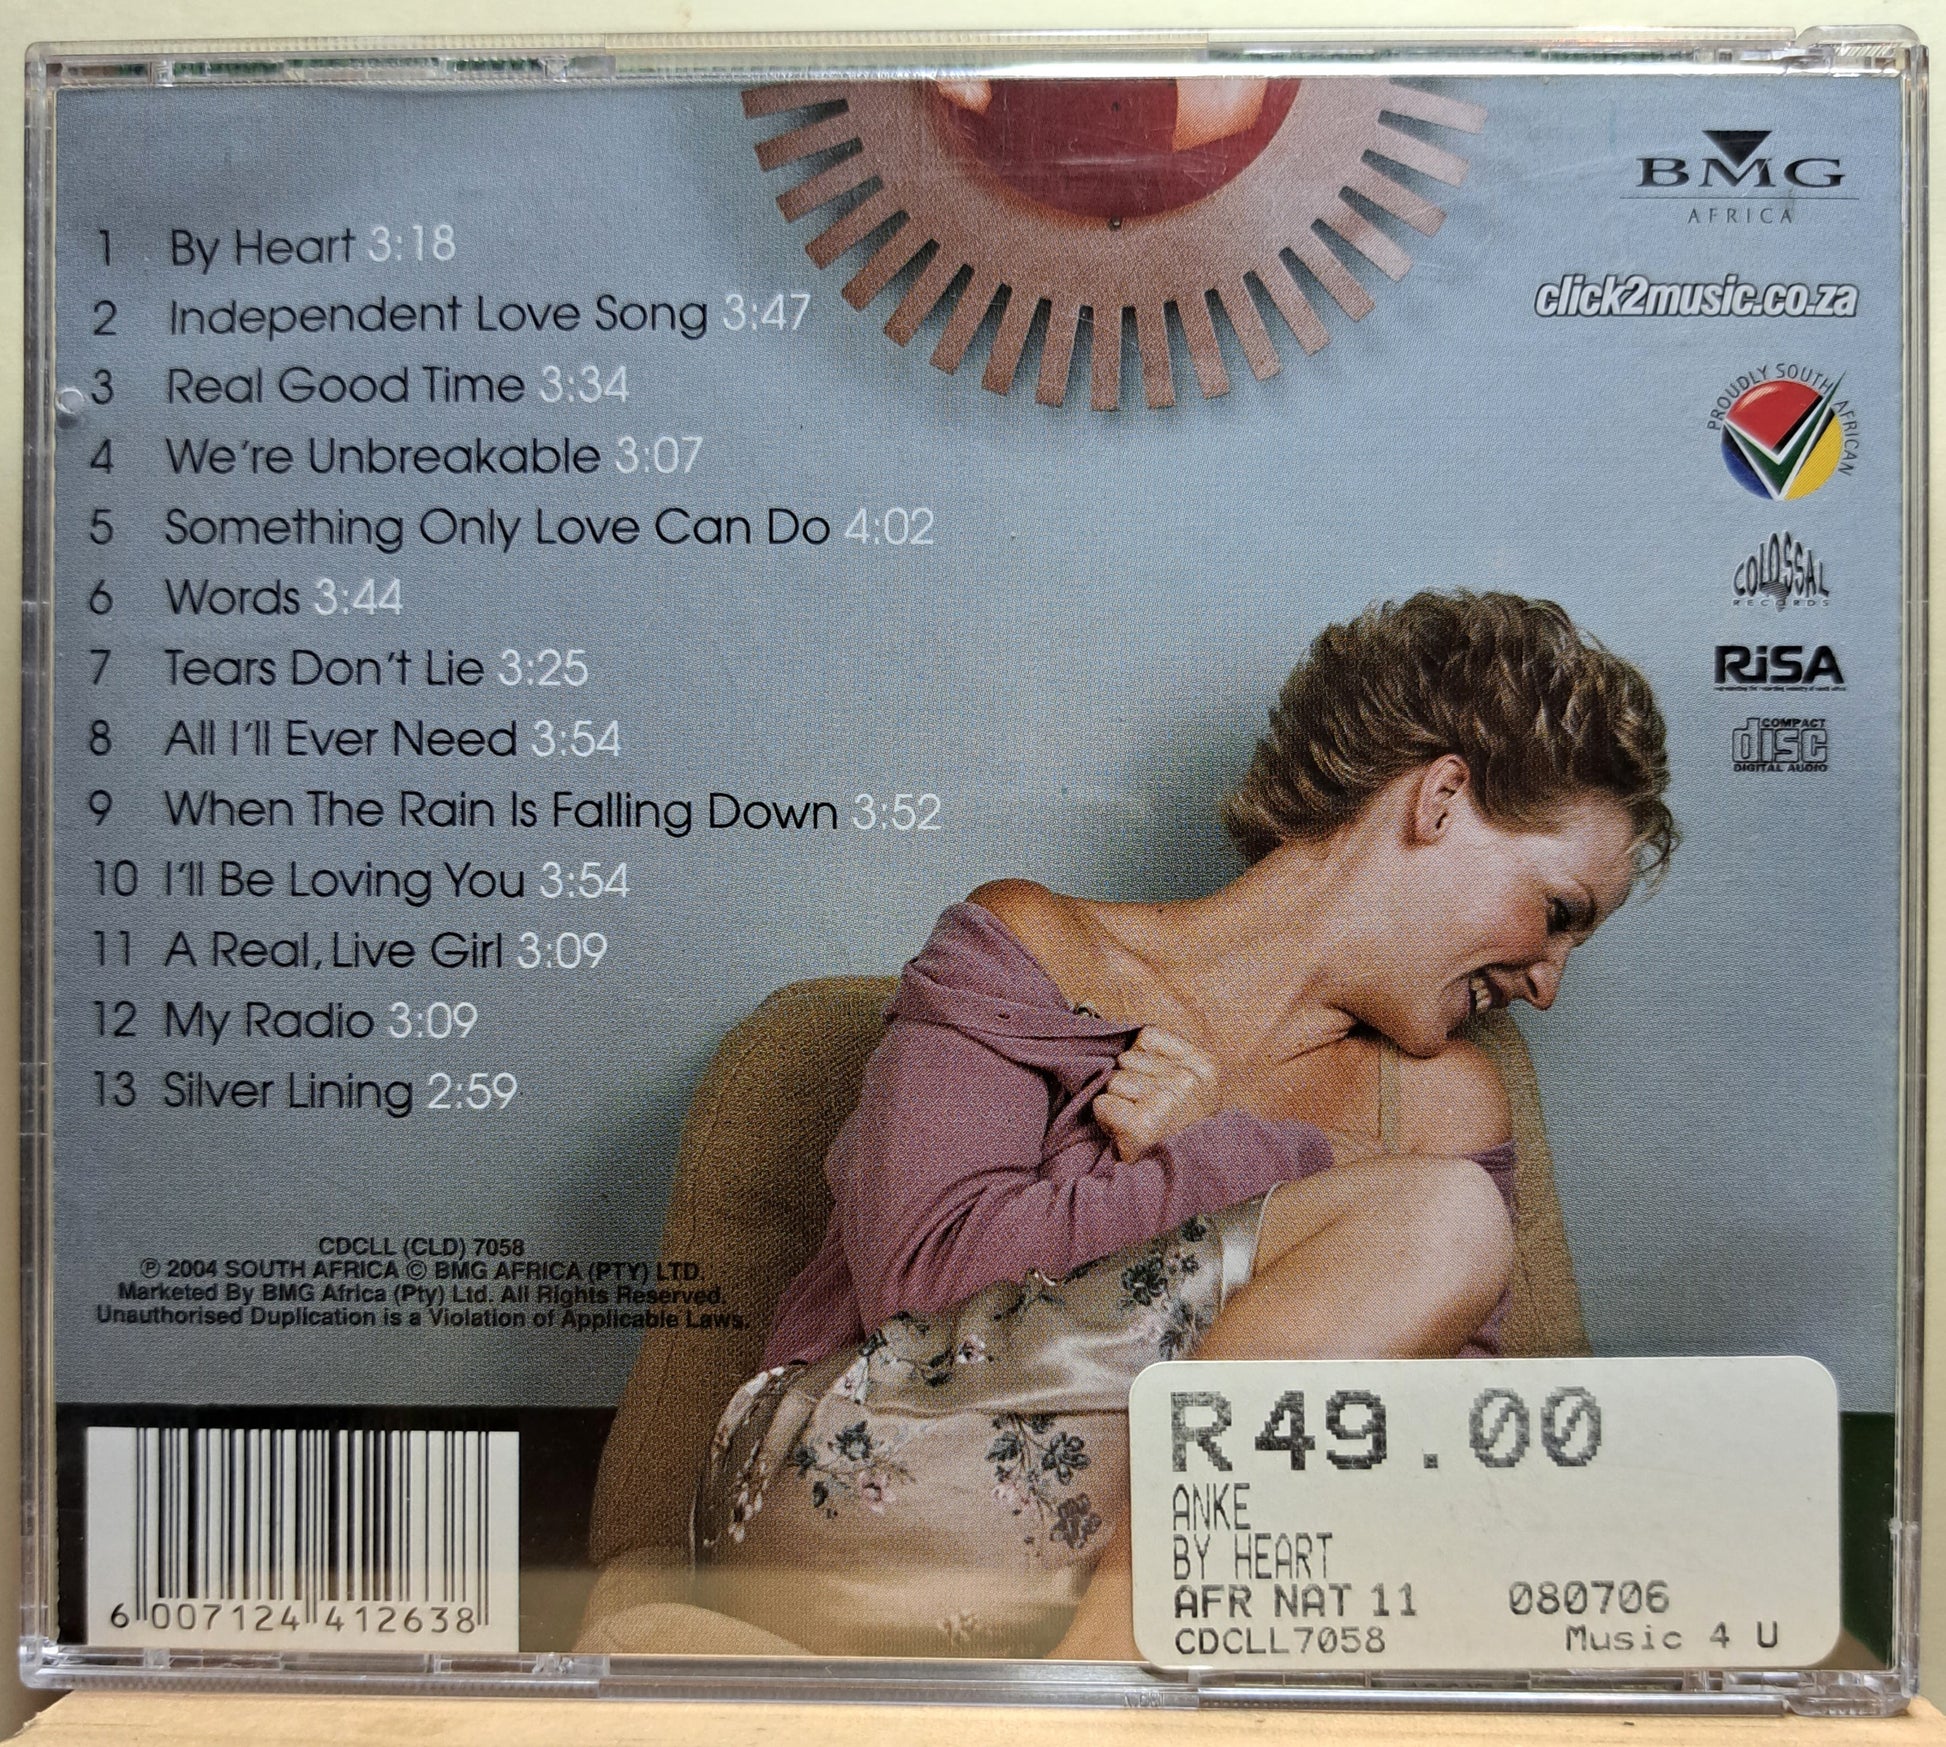 1 By Heart 3:18
2 Independent Love Song 3:47
3 Real Good Time 3:34
4 We're Unbreakable 3:07
5 Something Only Love Can Do 4:02
6 Words 3:44
7 Tears Don't Lie 3:25
8 All I'll Ever Need 3:54
9 When The Rain Is Falling Down 3:52
10 I'll Be Loving You 3:54
11 A Real, Live Girl 3:09
12 My Radio 3:09
13 Silver Lining 2:59
BMG
AFRICA
click2music.co.za
PROUDLY SOUTH AFRICAN
COLOSSAL
RECORDS
RiSA
COMPACT
disc
DIGITAL AUDIO
CDCLL (CLD) 7058
℗ 2004 SOUTH AFRICA © BMG AFRICA (PTY) LTD.
Marketed By BMG Africa (Pty) Ltd. All Rights Reserved.
Unauthorised Duplication is a Violation of Applicable Laws.
6 007124 412638
R49.00
ANKE
BY HEART
AFR NAT 11 080706
CDCLL7058 Music 4 U